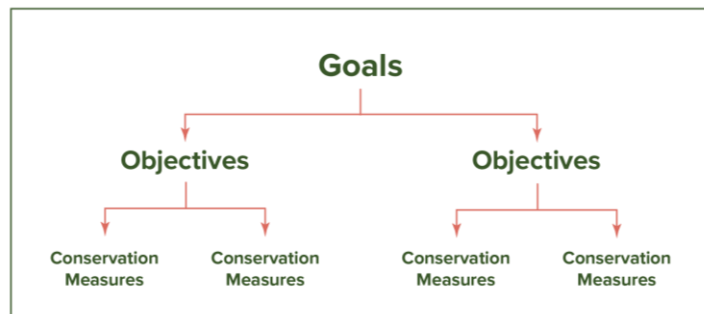 Goals
Objectives
Objectives
Conservation
Measures
Conservation
Measures
Conservation
Measures
Conservation
Measures